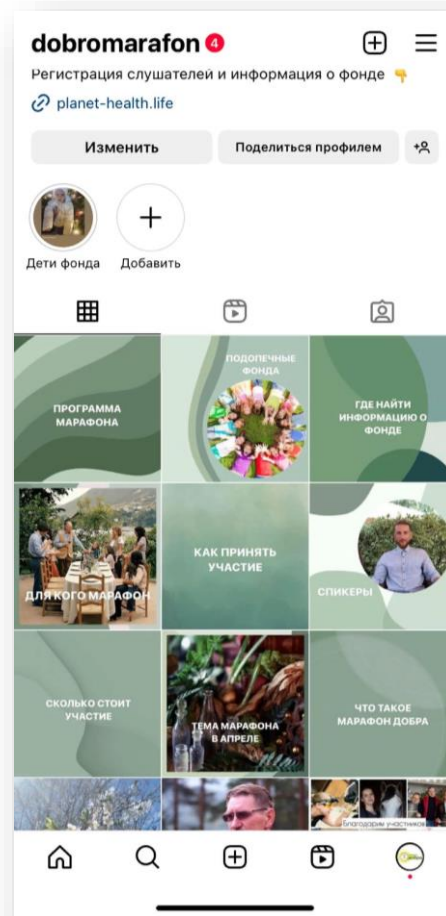 dobromarafon 4
Регистрация слушателей и информация о фонде
planet-health.life
Изменить
Поделиться профилем
Дети фонда
Добавить
ПРОГРАММА
МАРАФОНА
ПОДОПЕЧНЫЕ
ФОНДА
ГДЕ НАЙТИ
ИНФОРМАЦИЮ О
ФОНДЕ
ДЛЯ КОГО МАРАФОН
КАК ПРИНЯТЬ
УЧАСТИЕ
СПИКЕРЫ
СКОЛЬКО СТОИТ
УЧАСТИЕ
ТЕМА МАРАФОНА
В АПРЕЛЕ
ЧТО ТАКОЕ
МАРАФОН ДОБРА
Благодарим участников